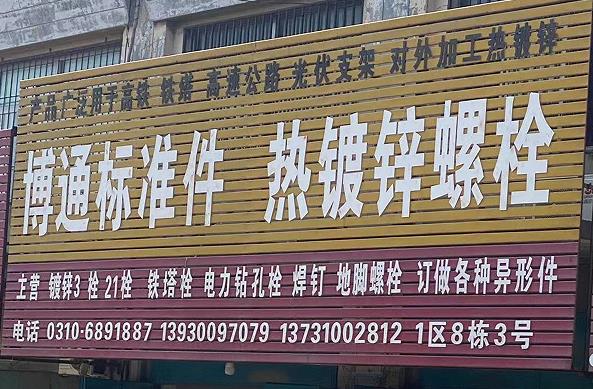 产品广泛用于高铁 铁塔 高速公路 光伏支架 对外加工热镀锌
博通标准件 热镀锌螺栓
主营 镀锌3 栓 21栓 铁塔栓 电力钻孔栓 焊钉 地脚螺栓 订做各种异形件
电话 0310-6891887 13930097079 13731002812 1区8栋3号